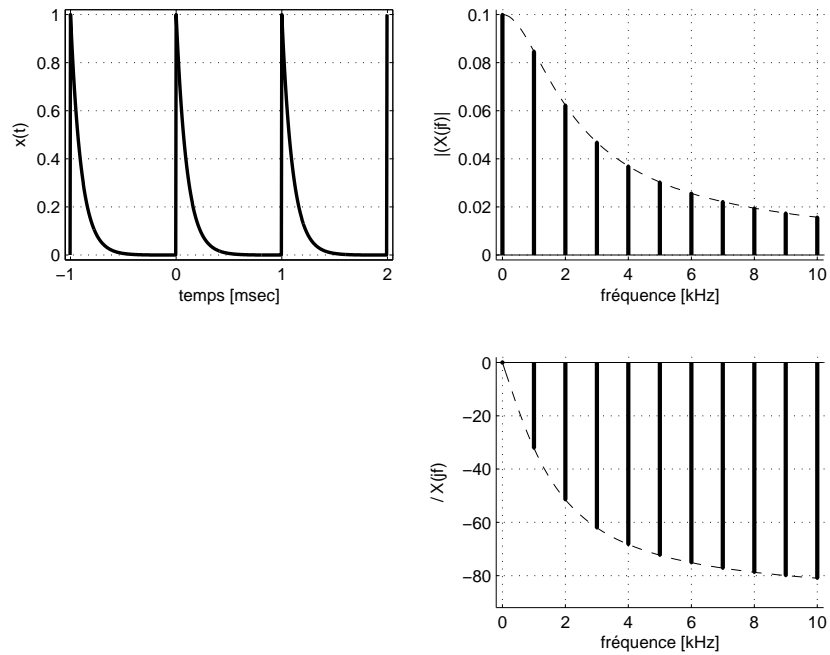 1
0.8
0.6
0.4
0.2
0
x(t)
−1 0 1 2
temps [msec]
0.1
0.08
0.06
0.04
0.02
0
|(X(jf)|
0 2 4 6 8 10
fréquence [kHz]
0
−20
−40
−60
−80
/ X(jf)
0 2 4 6 8 10
fréquence [kHz]